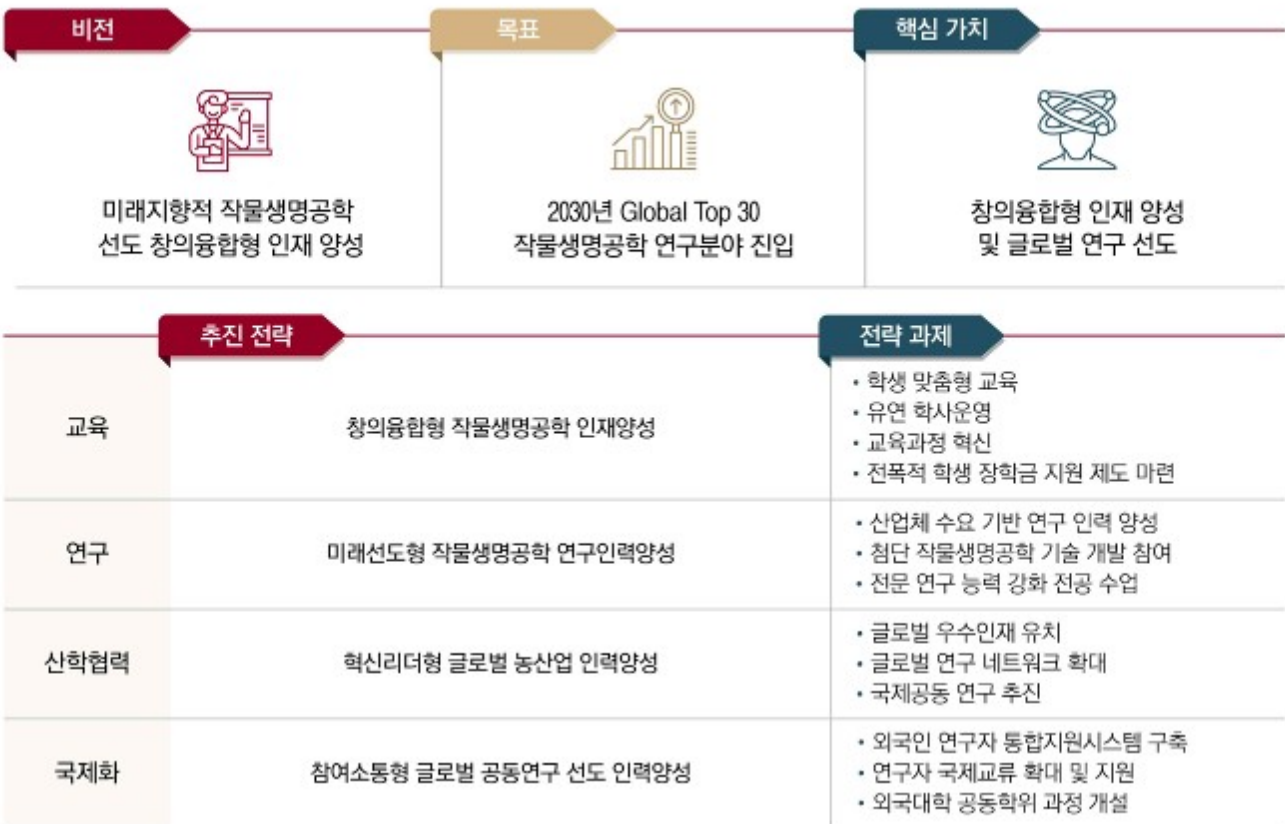 비전
목표
핵심 가치
미래지향적 작물생명공학
선도 창의융합형 인재 양성
2030년 Global Top 30
작물생명공학 연구분야 진입
창의융합형 인재 양성
및 글로벌 연구 선도
추진 전략
전략 과제
교육
창의융합형 작물생명공학 인재양성
• 학생 맞춤형 교육
• 유연 학사운영
• 교육과정 혁신
• 전폭적 학생 장학금 지원 제도 마련
연구
미래선도형 작물생명공학 연구인력양성
• 산업체 수요 기반 연구 인력 양성
• 첨단 작물생명공학 기술 개발 참여
• 전문 연구 능력 강화 전공 수업
산학협력
혁신리더형 글로벌 농산업 인력양성
• 글로벌 우수인재 유치
• 글로벌 연구 네트워크 확대
• 국제공동 연구 추진
국제화
참여소통형 글로벌 공동연구 선도 인력양성
• 외국인 연구자 통합지원시스템 구축
• 연구자 국제교류 확대 및 지원
• 외국대학 공동학위 과정 개설